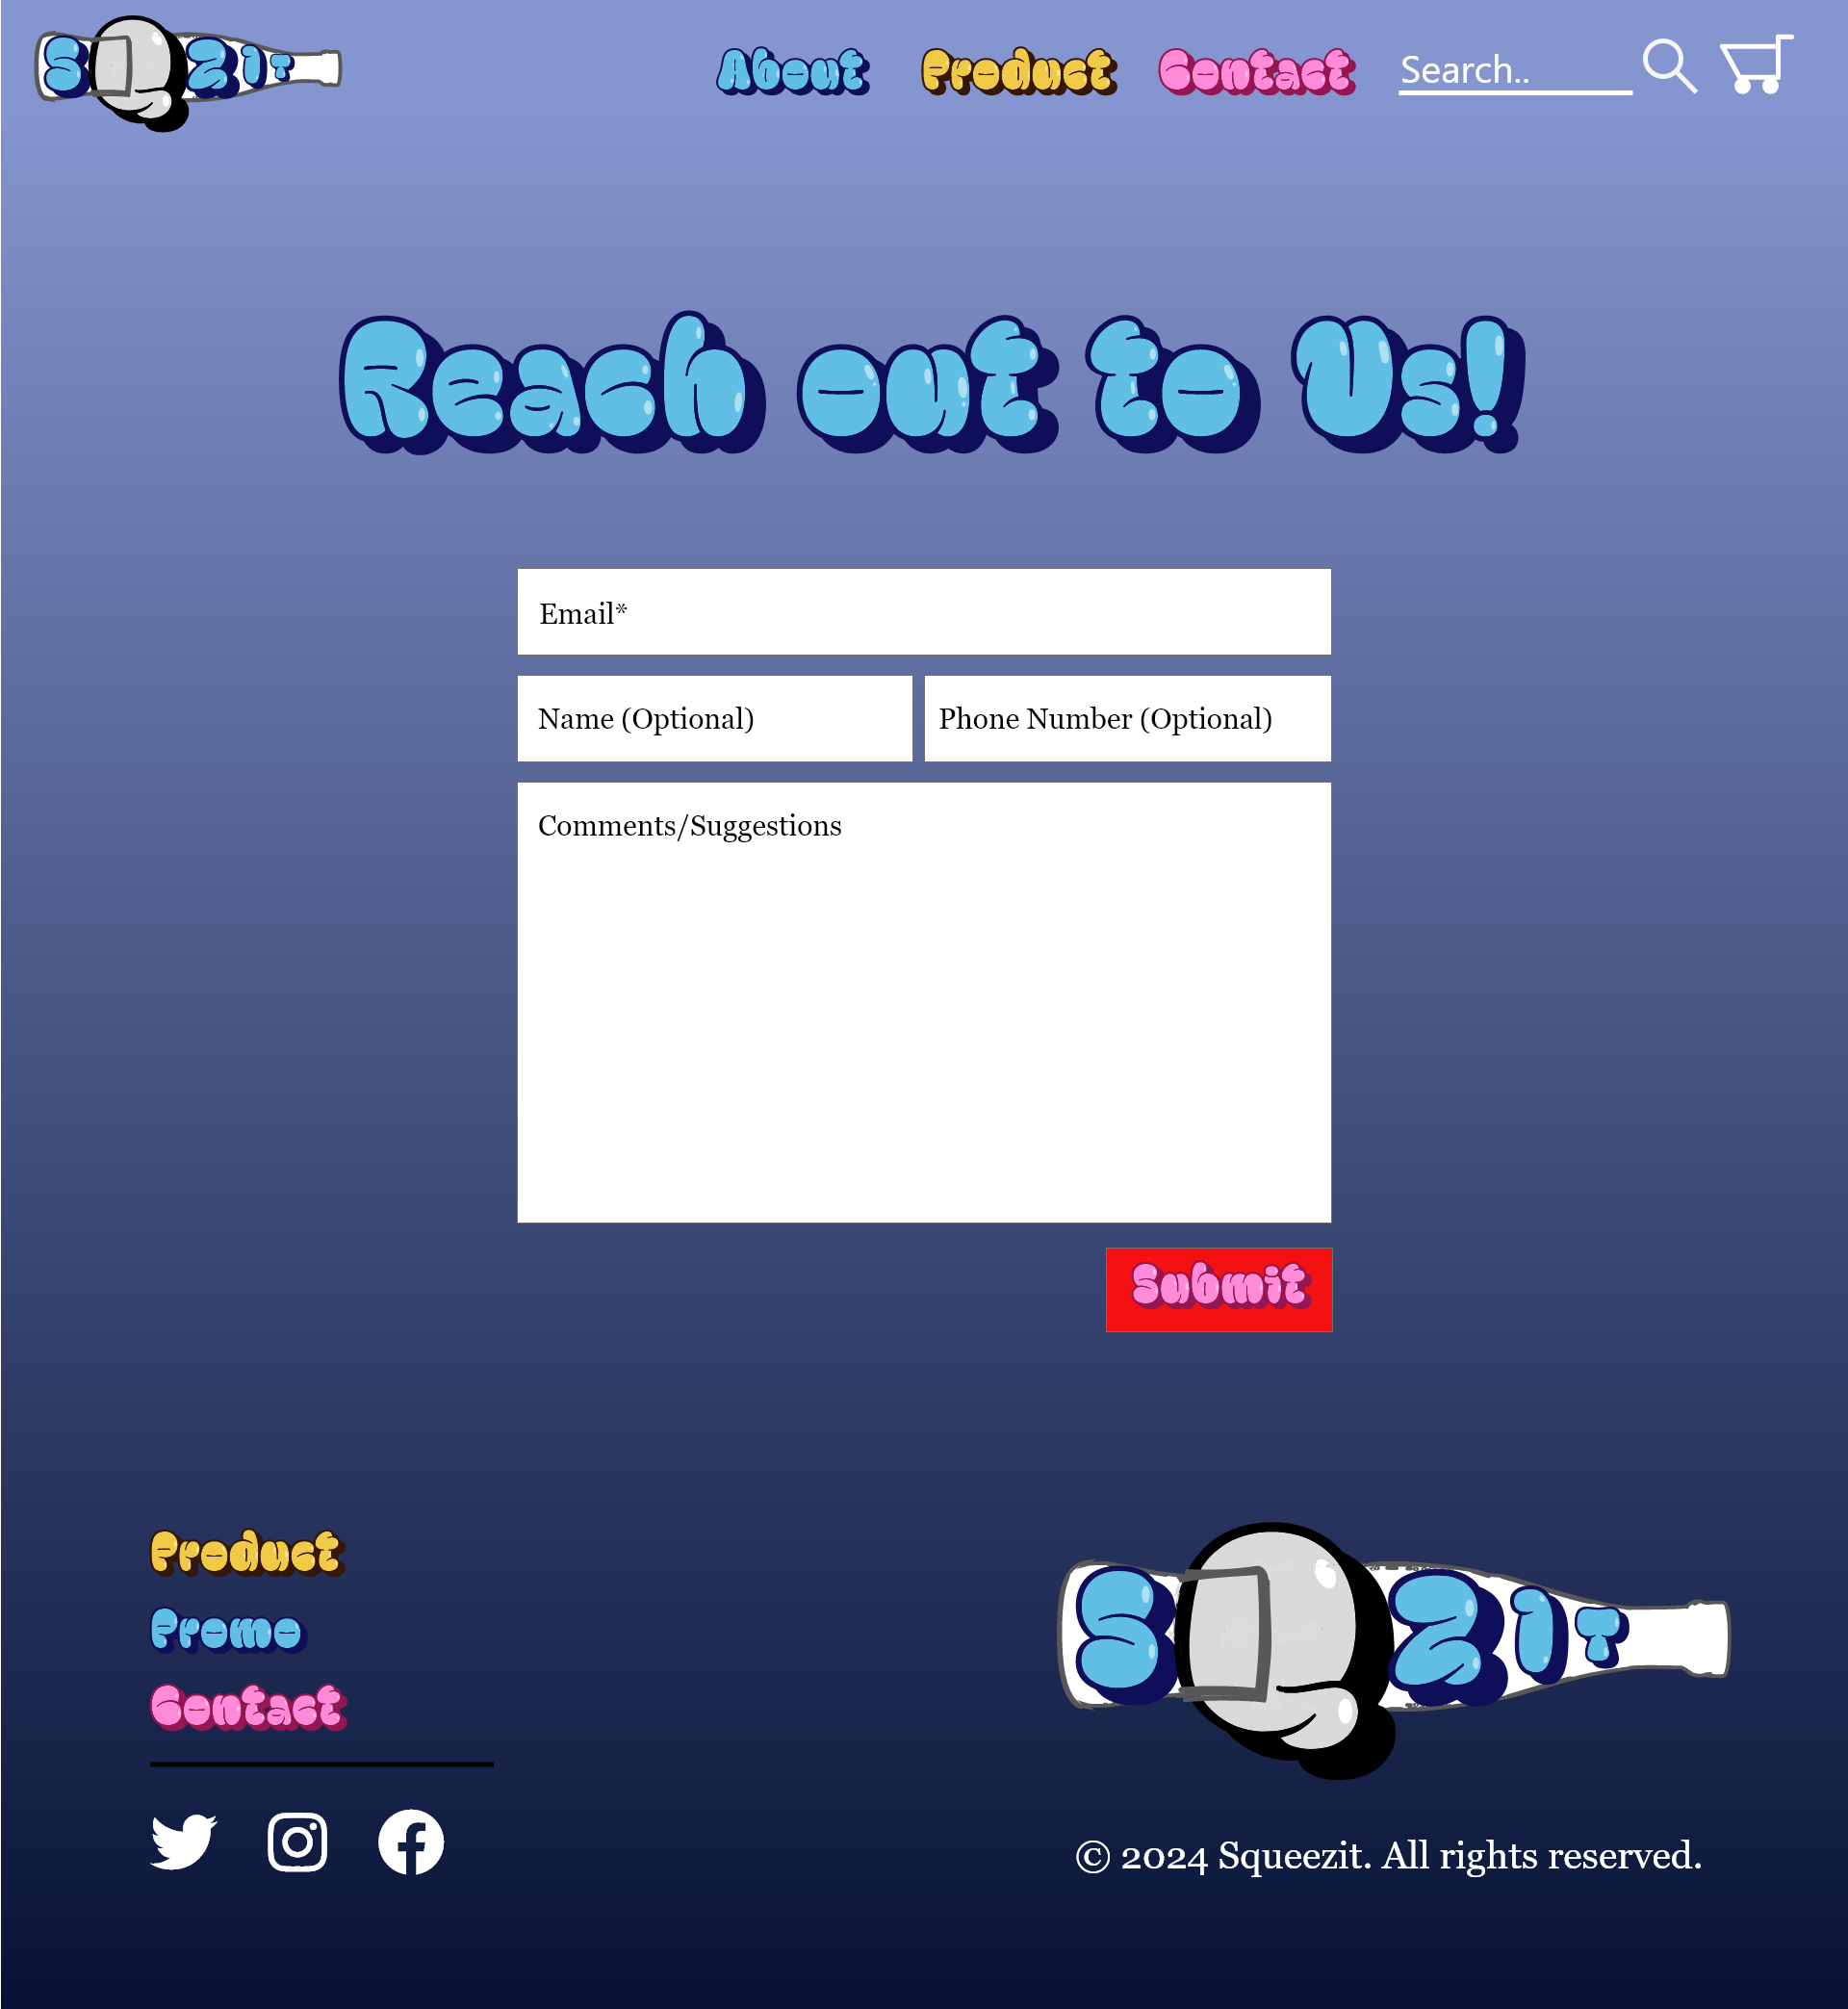 SQZIT
About Product Contact Search..
Reach out to Us!
Email*
Name (Optional) Phone Number (Optional)
Comments/Suggestions
Submit
Product
Promo
Contact
SQZIT
© 2024 Squeezit. All rights reserved.